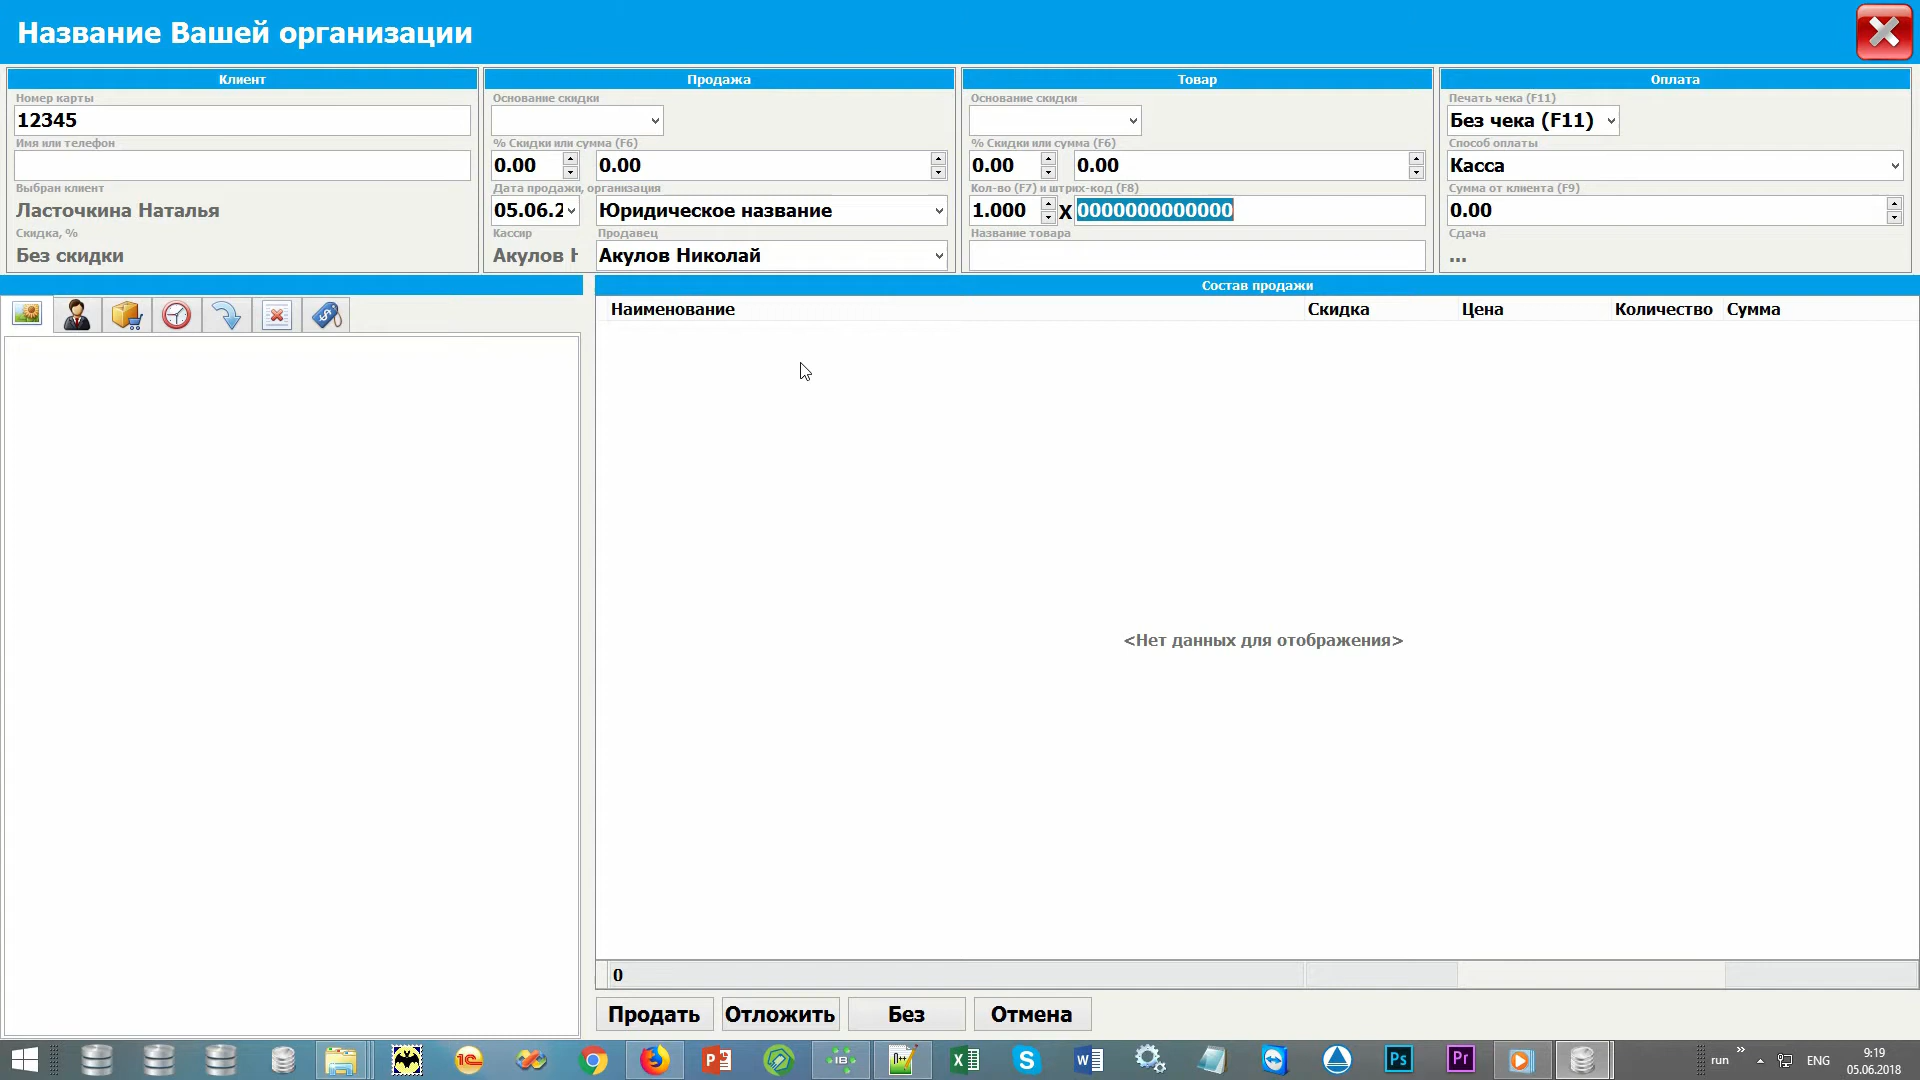 Название Вашей организации
Клиент
Номер карты
12345
Имя или телефон
Выбран клиент
Ласточкина Наталья
Скидка, %
Без скидки
Продажа
Основание скидки
% Скидки или сумма (F6)
0.00 0.00
Дата продажи, организация
05.06.2 Юридическое название
Кассир Продавец
Акулов Н Акулов Николай
Товар
Основание скидки
% Скидки или сумма (F6)
0.00 0.00
Кол-во (F7) и штрих-код (F8)
1.000 X 0000000000000
Название товара
Оплата
Печать чека (F11)
Без чека (F11)
Способ оплаты
Касса
Сумма от клиента (F9)
0.00
Сдача
...
Состав продажи
Наименование Скидка Цена Количество Сумма
<Нет данных для отображения>
0
Продать Отложить Без Отмена
run » ENG 9:19
05.06.2018